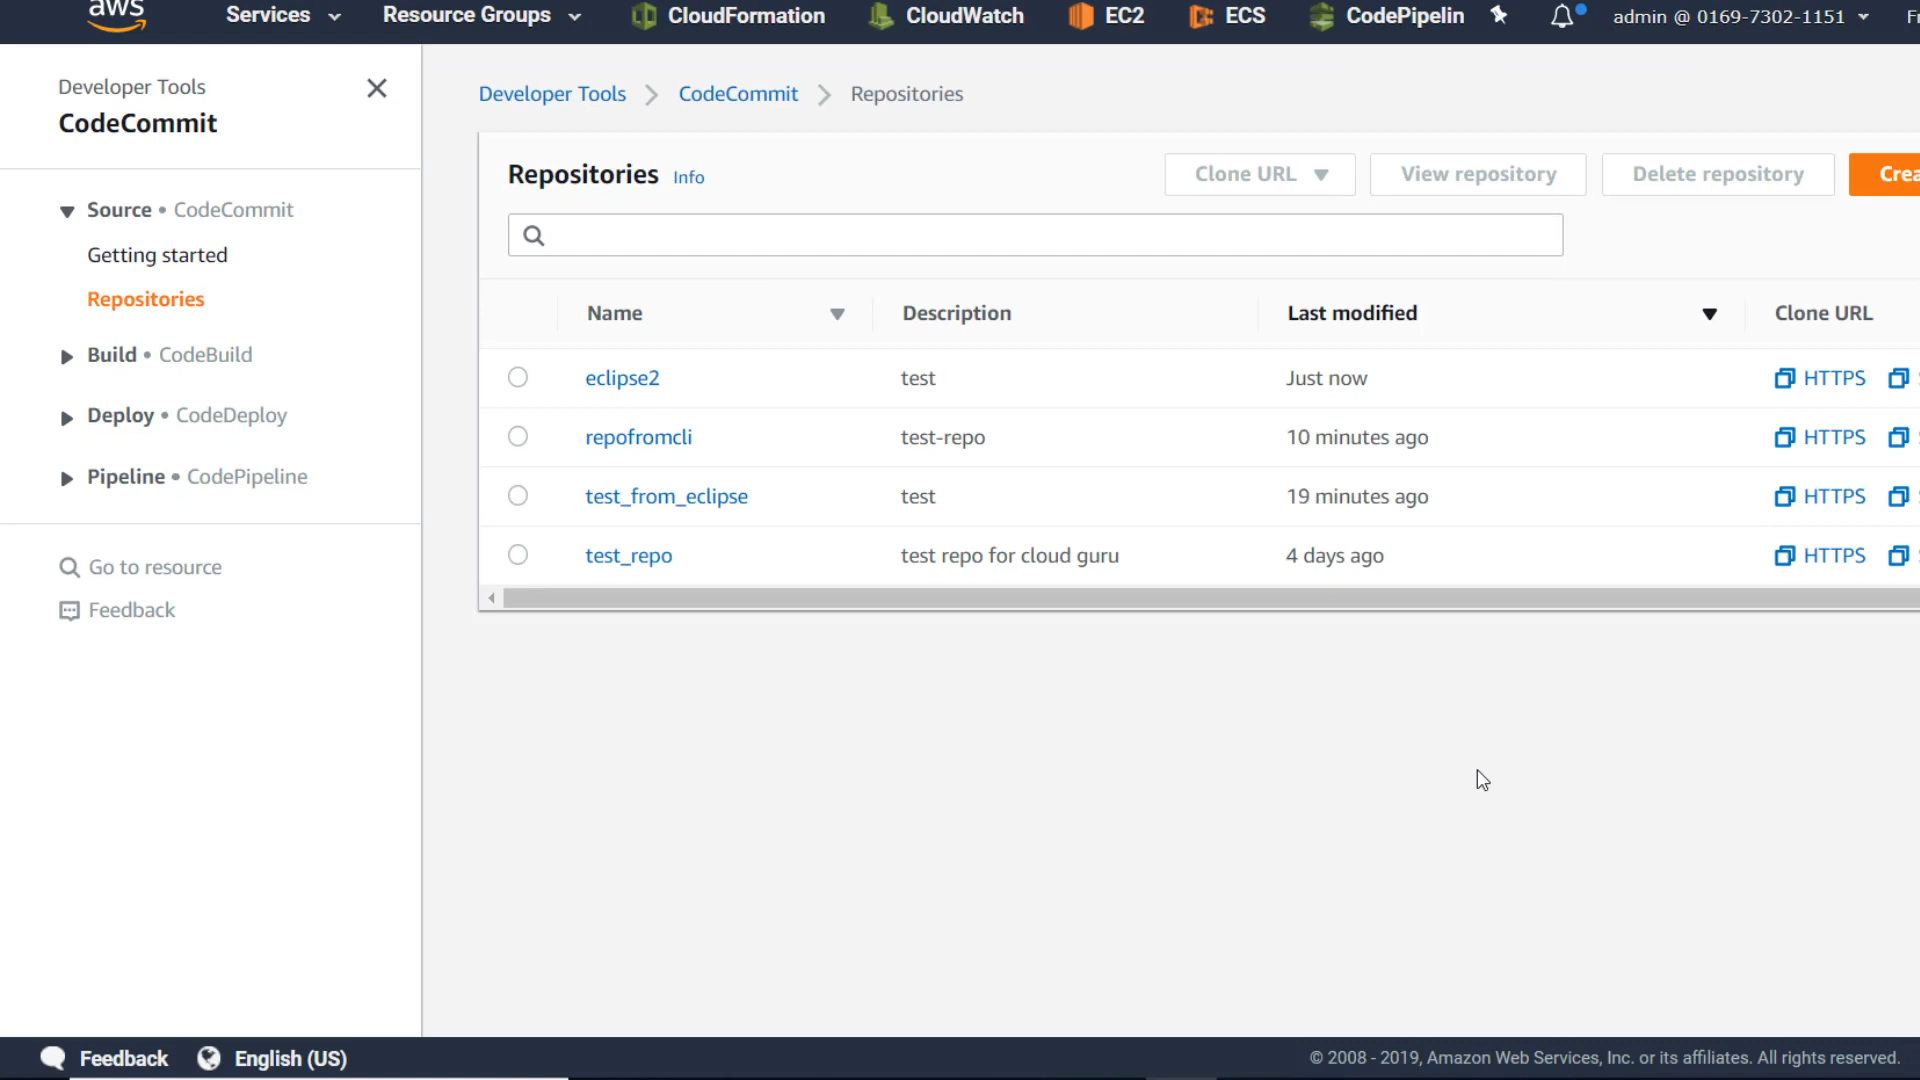 aws Services Resource Groups CloudFormation CloudWatch EC2 ECS CodePipelin admin @ 0169-7302-1151
Developer Tools
CodeCommit
Source • CodeCommit
Getting started
Repositories
Build • CodeBuild
Deploy • CodeDeploy
Pipeline • CodePipeline
Go to resource
Feedback
Developer Tools CodeCommit Repositories
Repositories Info Clone URL View repository Delete repository Crea
Name Description Last modified Clone URL
eclipse2 test Just now HTTPS
repofromcli test-repo 10 minutes ago HTTPS
test_from_eclipse test 19 minutes ago HTTPS
test_repo test repo for cloud guru 4 days ago HTTPS
Feedback English (US) © 2008 - 2019, Amazon Web Services, Inc. or its affiliates. All rights reserved.